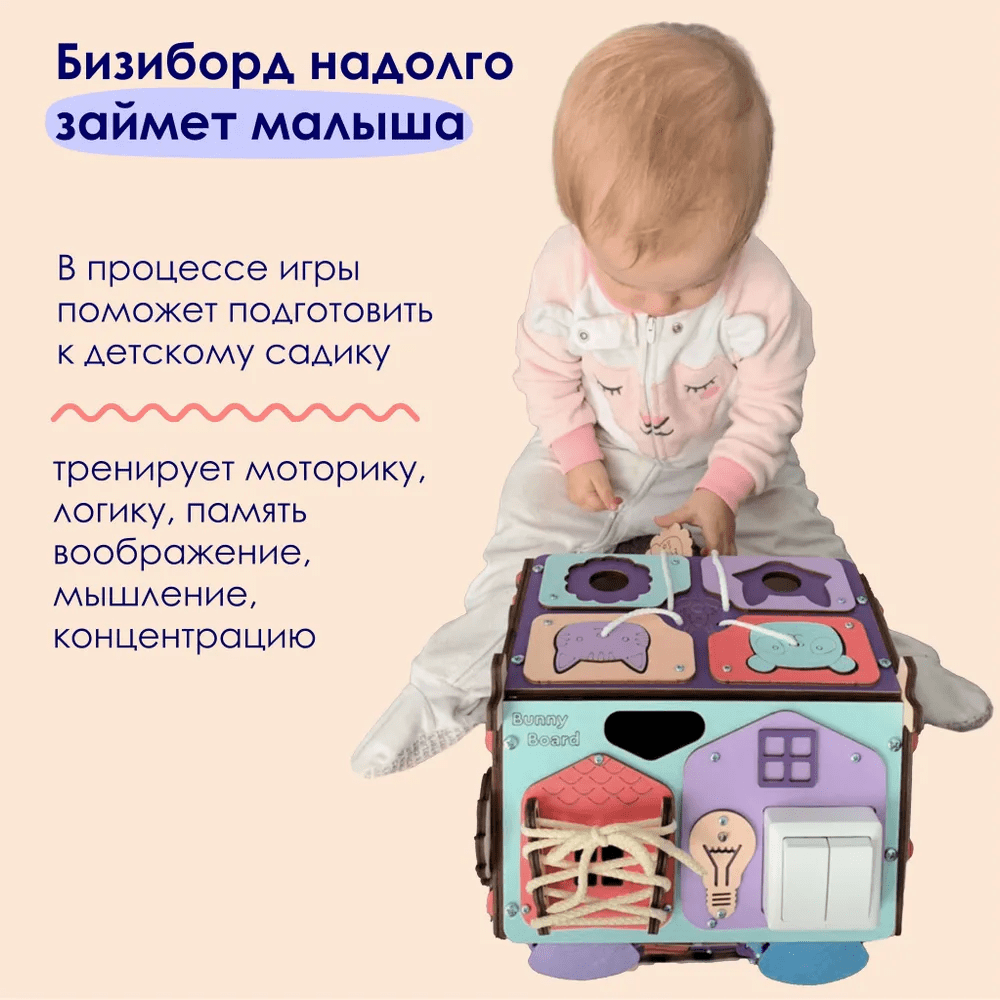 Бизиборд надолго
займет малыша
В процессе игры
поможет подготовить
к детскому садику
тренирует моторику,
логику, память
воображение,
мышление,
концентрацию
Bunny
Board